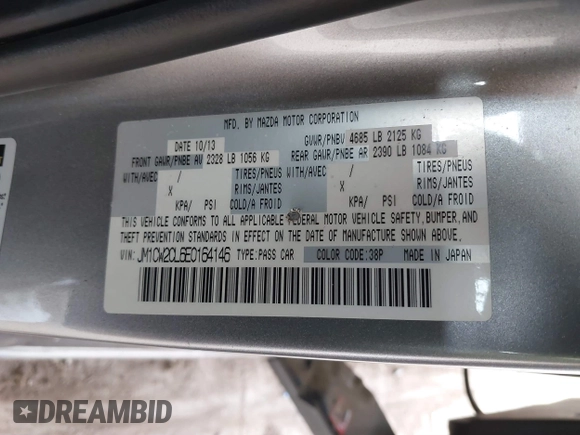 MFD. BY MAZDA MOTOR CORPORATION
DATE 10/13 GVWR/PNBV 4685 LB 2125 KG
FRONT GAWR/PNBE AV 2328 LB 1056 KG REAR GAWR/PNBE AR 2390 LB 1084 KG
WITH/AVEC / TIRES/PNEUS WITH/AVEC / TIRES/PNEUS
X RIMS/JANTES X RIMS/JANTES
KPA/ PSI COLD/A FROID KPA/ PSI COLD/A FROID
THIS VEHICLE CONFORMS TO ALL APPLICABLE FEDERAL MOTOR VEHICLE SAFETY, BUMPER, AND
THEFT PREVENTION STANDARDS IN EFFECT ON THE DATE OF MANUFACTURE SHOWN ABOVE.
VIN: JM1CW2CL6E0164146 TYPE: PASS CAR COLOR CODE: 38P MADE IN JAPAN
DREAMBID